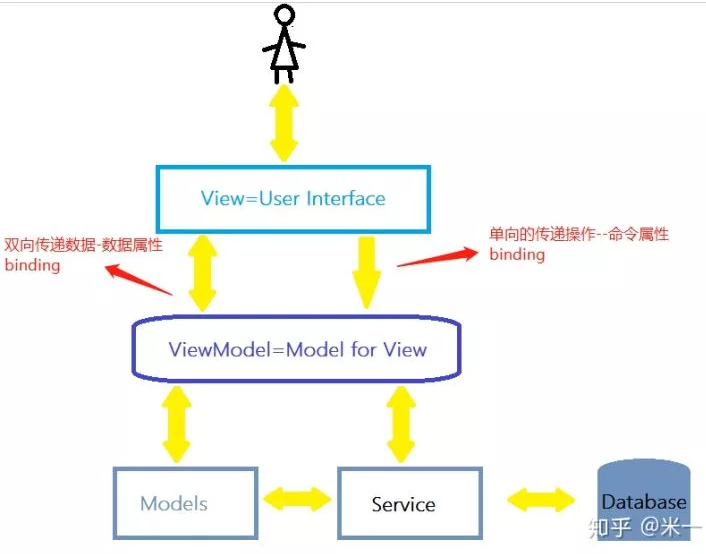 View=User Interface
双向传递数据-数据属性
binding
单向的传递操作--命令属性
binding
ViewModel=Model for View
Models
Service
Database
知乎 @米一